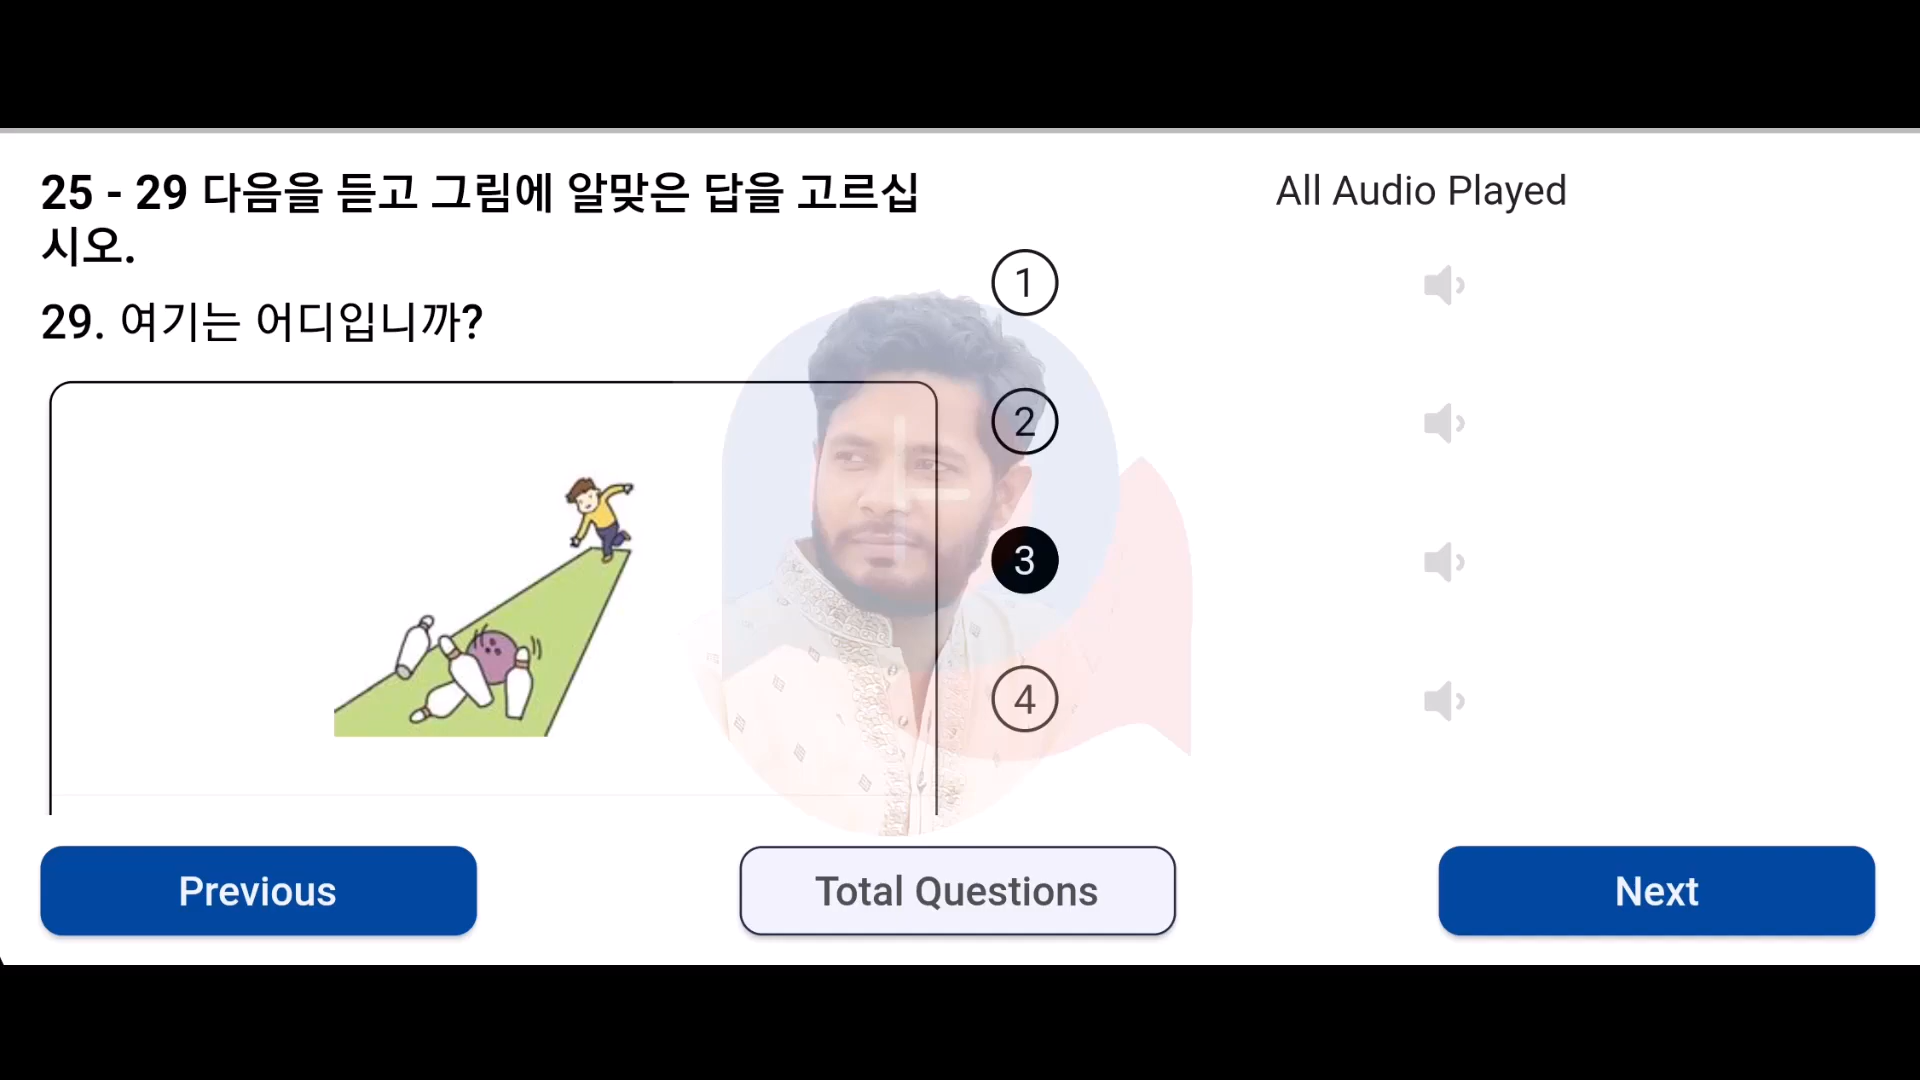 25 - 29 다음을 듣고 그림에 알맞은 답을 고르십
시오.
All Audio Played
29. 여기는 어디입니까?
1
2
3
4
Previous
Total Questions
Next